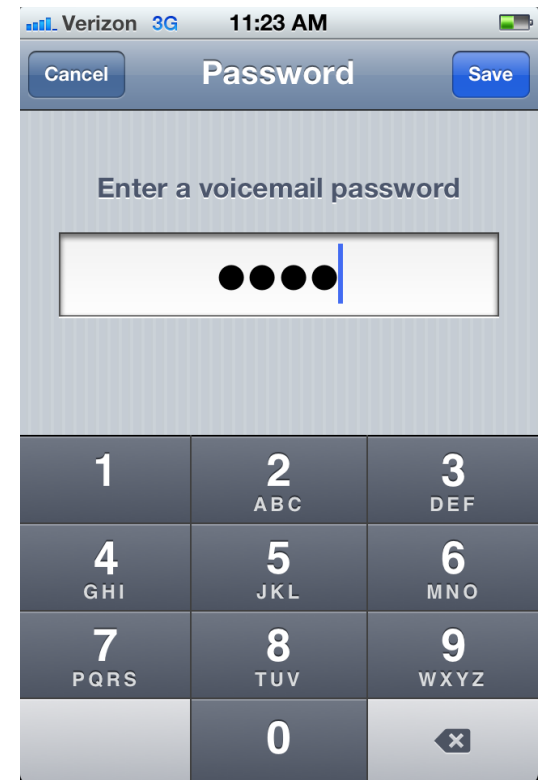 Verizon 3G 11:23 AM
Cancel Password Save
Enter a voicemail password
●●●●
1 2 3
ABC DEF
4 5 6
GHI JKL MNO
7 8 9
PQRS TUV WXYZ
0